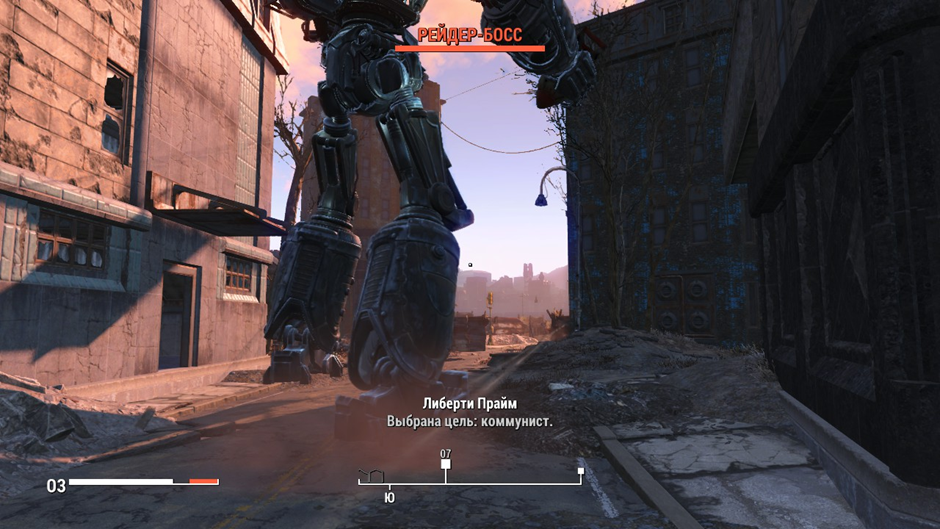 РЕЙДЕР-БОСС
Либерти Прайм
Выбрана цель: коммунист.
07
03
Ю